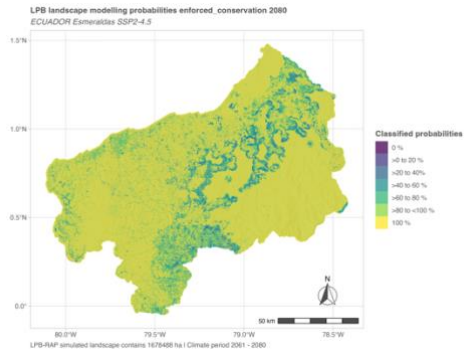 LPB landscape modelling probabilities enforced_conservation 2080
ECUADOR Esmeraldas SSP2-4.5
1.5°N
1.0°N
0.5°N
0.0°
80.0°W
79.5°W
79.0°W
78.5°W
Classified probabilities
0 %
>0 to 20 %
>20 to 40%
>40 to 60 %
>60 to 80 %
>80 to <100 %
100 %
N
50 km
LPB-RAP simulated landscape contains 1678488 ha | Climate period 2061 - 2080